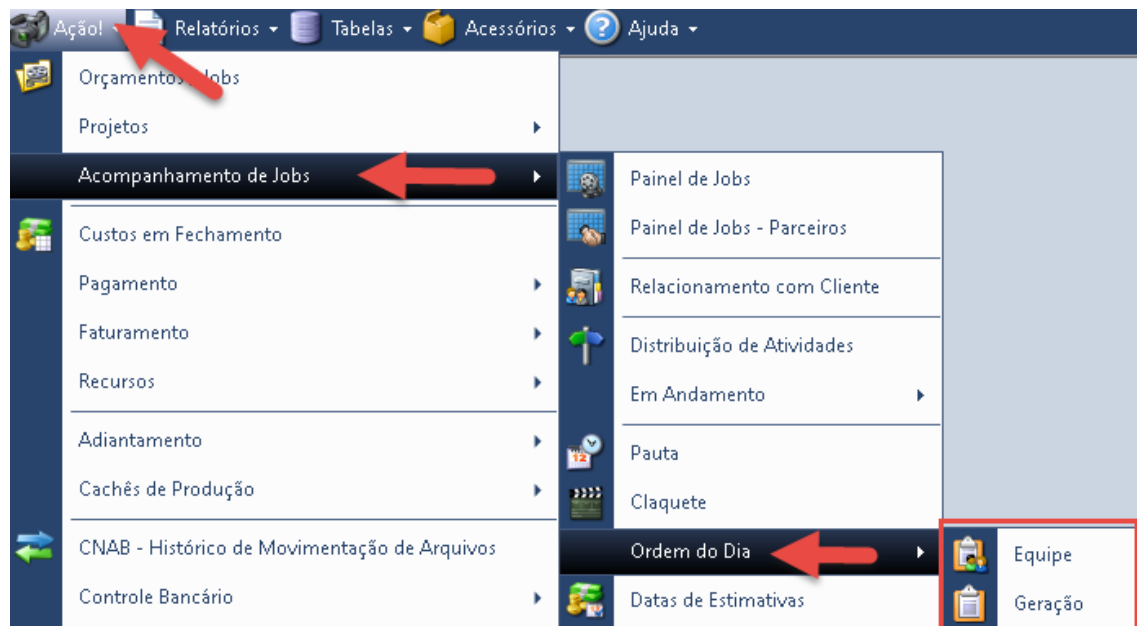 Ação! Relatórios Tabelas Acessórios Ajuda
Orçamentos Jobs
Projetos
Acompanhamento de Jobs
Custos em Fechamento
Pagamento
Faturamento
Recursos
Adiantamento
Cachês de Produção
CNAB - Histórico de Movimentação de Arquivos
Controle Bancário
Painel de Jobs
Painel de Jobs - Parceiros
Relacionamento com Cliente
Distribuição de Atividades
Em Andamento
12
Pauta
Claquete
Ordem do Dia
Datas de Estimativas
Equipe
Geração